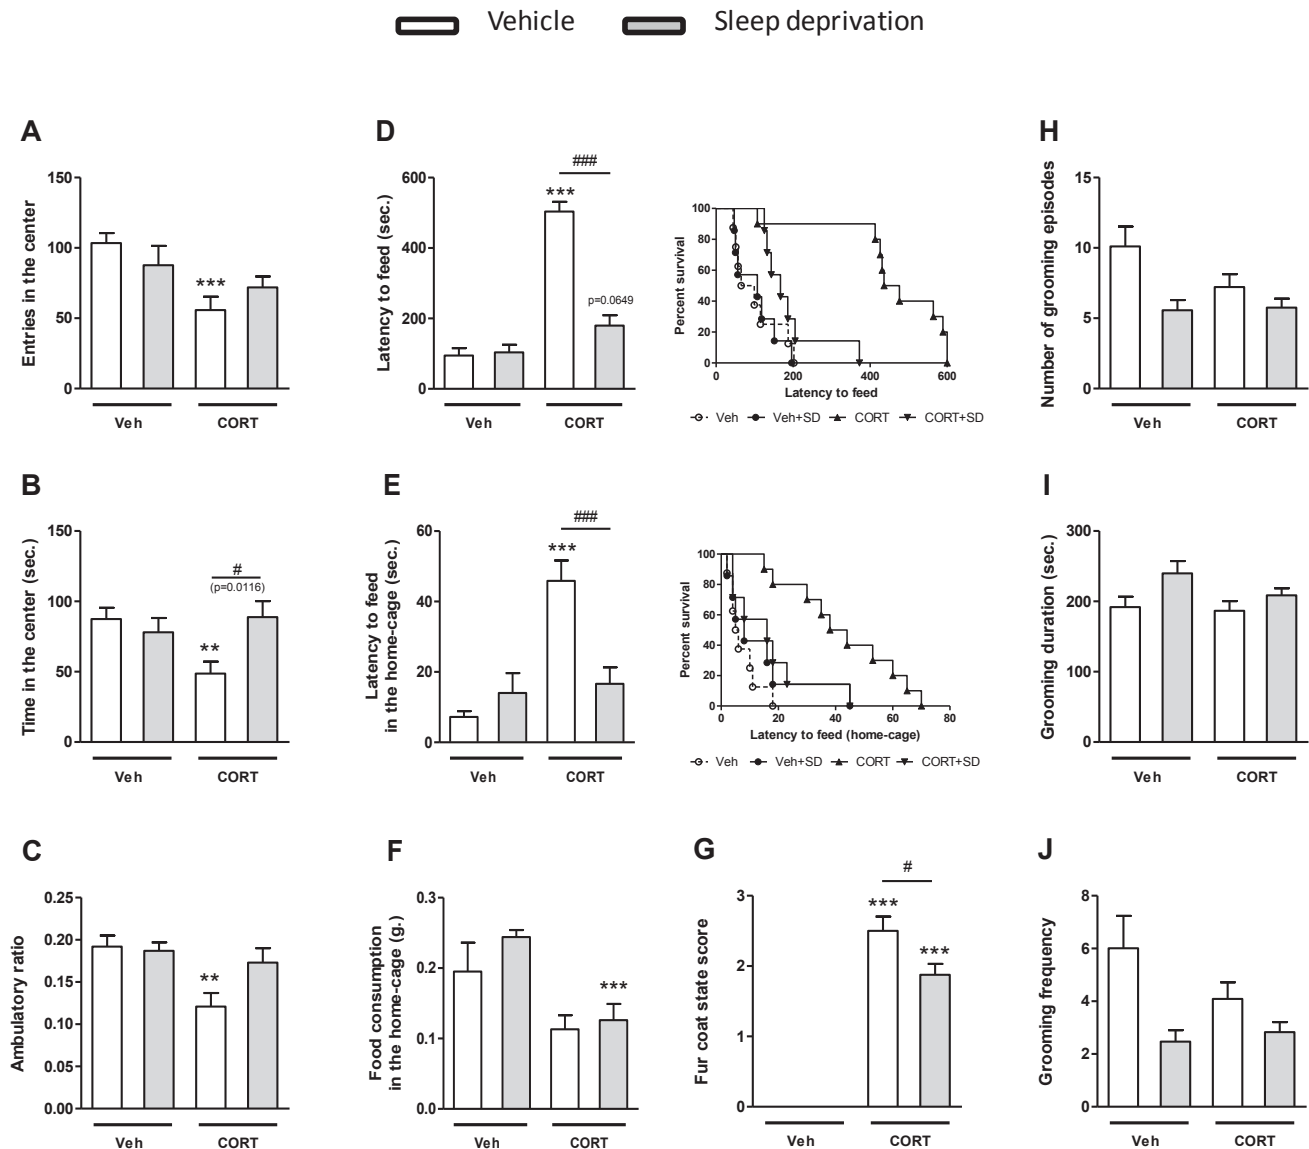 Vehicle Sleep deprivation
A
Entries in the center
150
100
50
0
***
Veh CORT
D
Latency to feed (sec.)
600
400
200
0
***
###
p=0.0649
Veh CORT
Percent survival
100
80
60
40
20
0
0 200 400 600
Latency to feed
Veh Veh+SD CORT CORT+SD
H
Number of grooming episodes
15
10
5
0
Veh CORT
B
Time in the center (sec.)
150
100
50
0
**
#
(p=0.0116)
Veh CORT
E
Latency to feed
in the home-cage (sec.)
60
40
20
0
***
###
Veh CORT
Percent survival
100
80
60
40
20
0
0 20 40 60 80
Latency to feed (home-cage)
Veh Veh+SD CORT CORT+SD
I
Grooming duration (sec.)
300
200
100
0
Veh CORT
C
Ambulatory ratio
0.25
0.20
0.15
0.10
0.05
0.00
**
Veh CORT
F
Food consumption
in the home-cage (g.)
0.3
0.2
0.1
0.0
***
Veh CORT
G
Fur coat state score
3
2
1
0
***
#
***
Veh CORT
J
Grooming frequency
8
6
4
2
0
Veh CORT